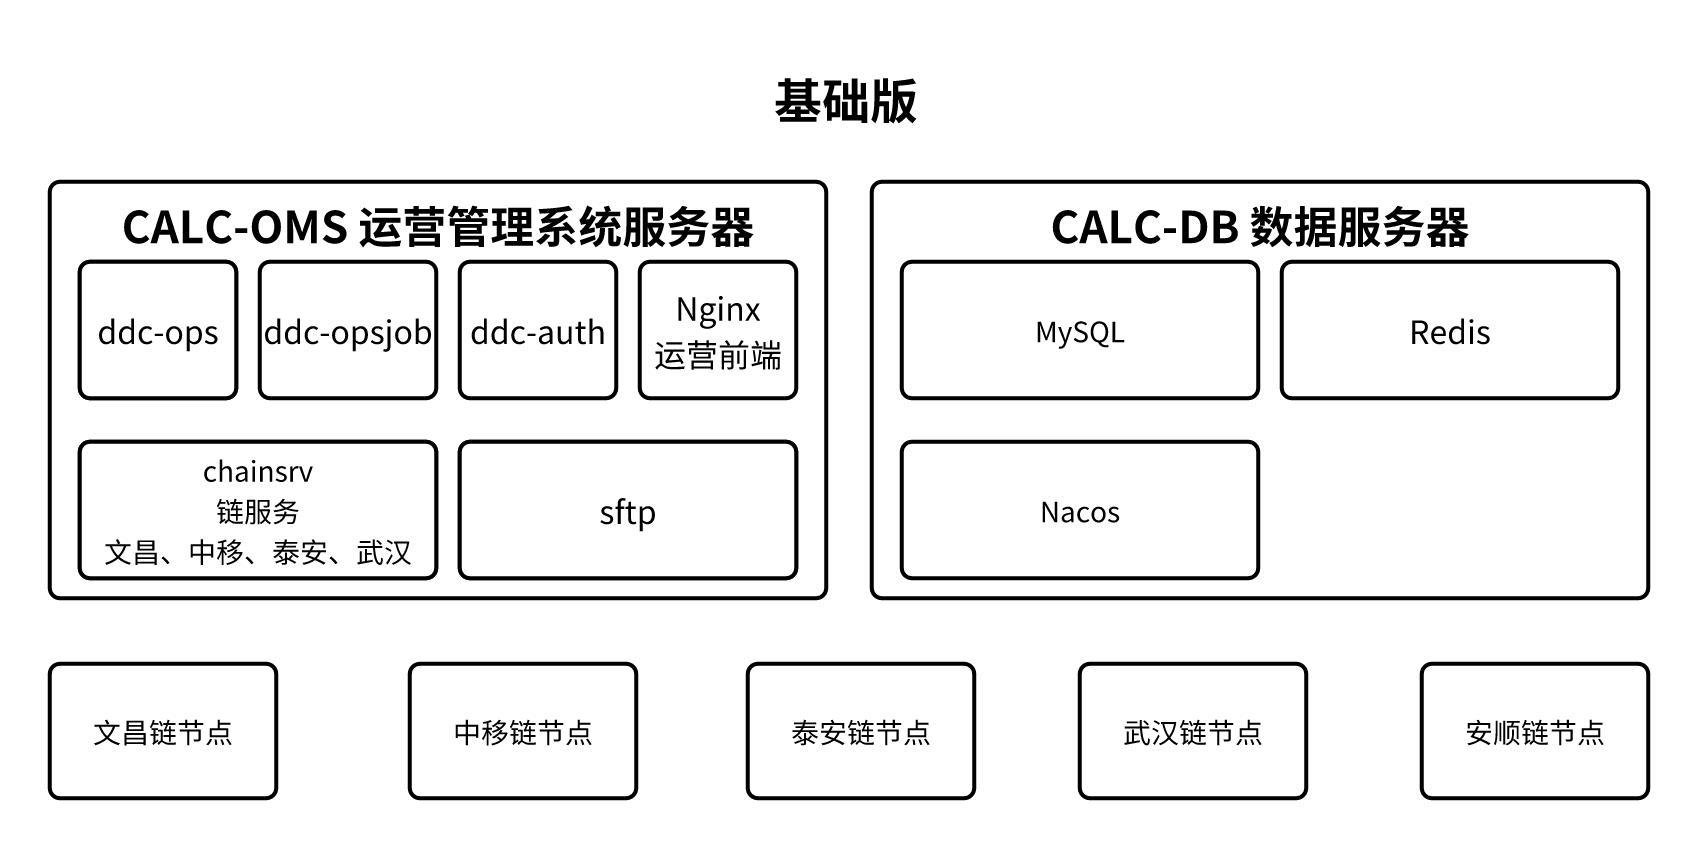 基础版
CALC-OMS 运营管理系统服务器
ddc-ops
ddc-opsjob
ddc-auth
Nginx
运营前端
chainsrv
链服务
文昌、中移、泰安、武汉
sftp
CALC-DB 数据服务器
MySQL
Redis
Nacos
文昌链节点
中移链节点
泰安链节点
武汉链节点
安顺链节点